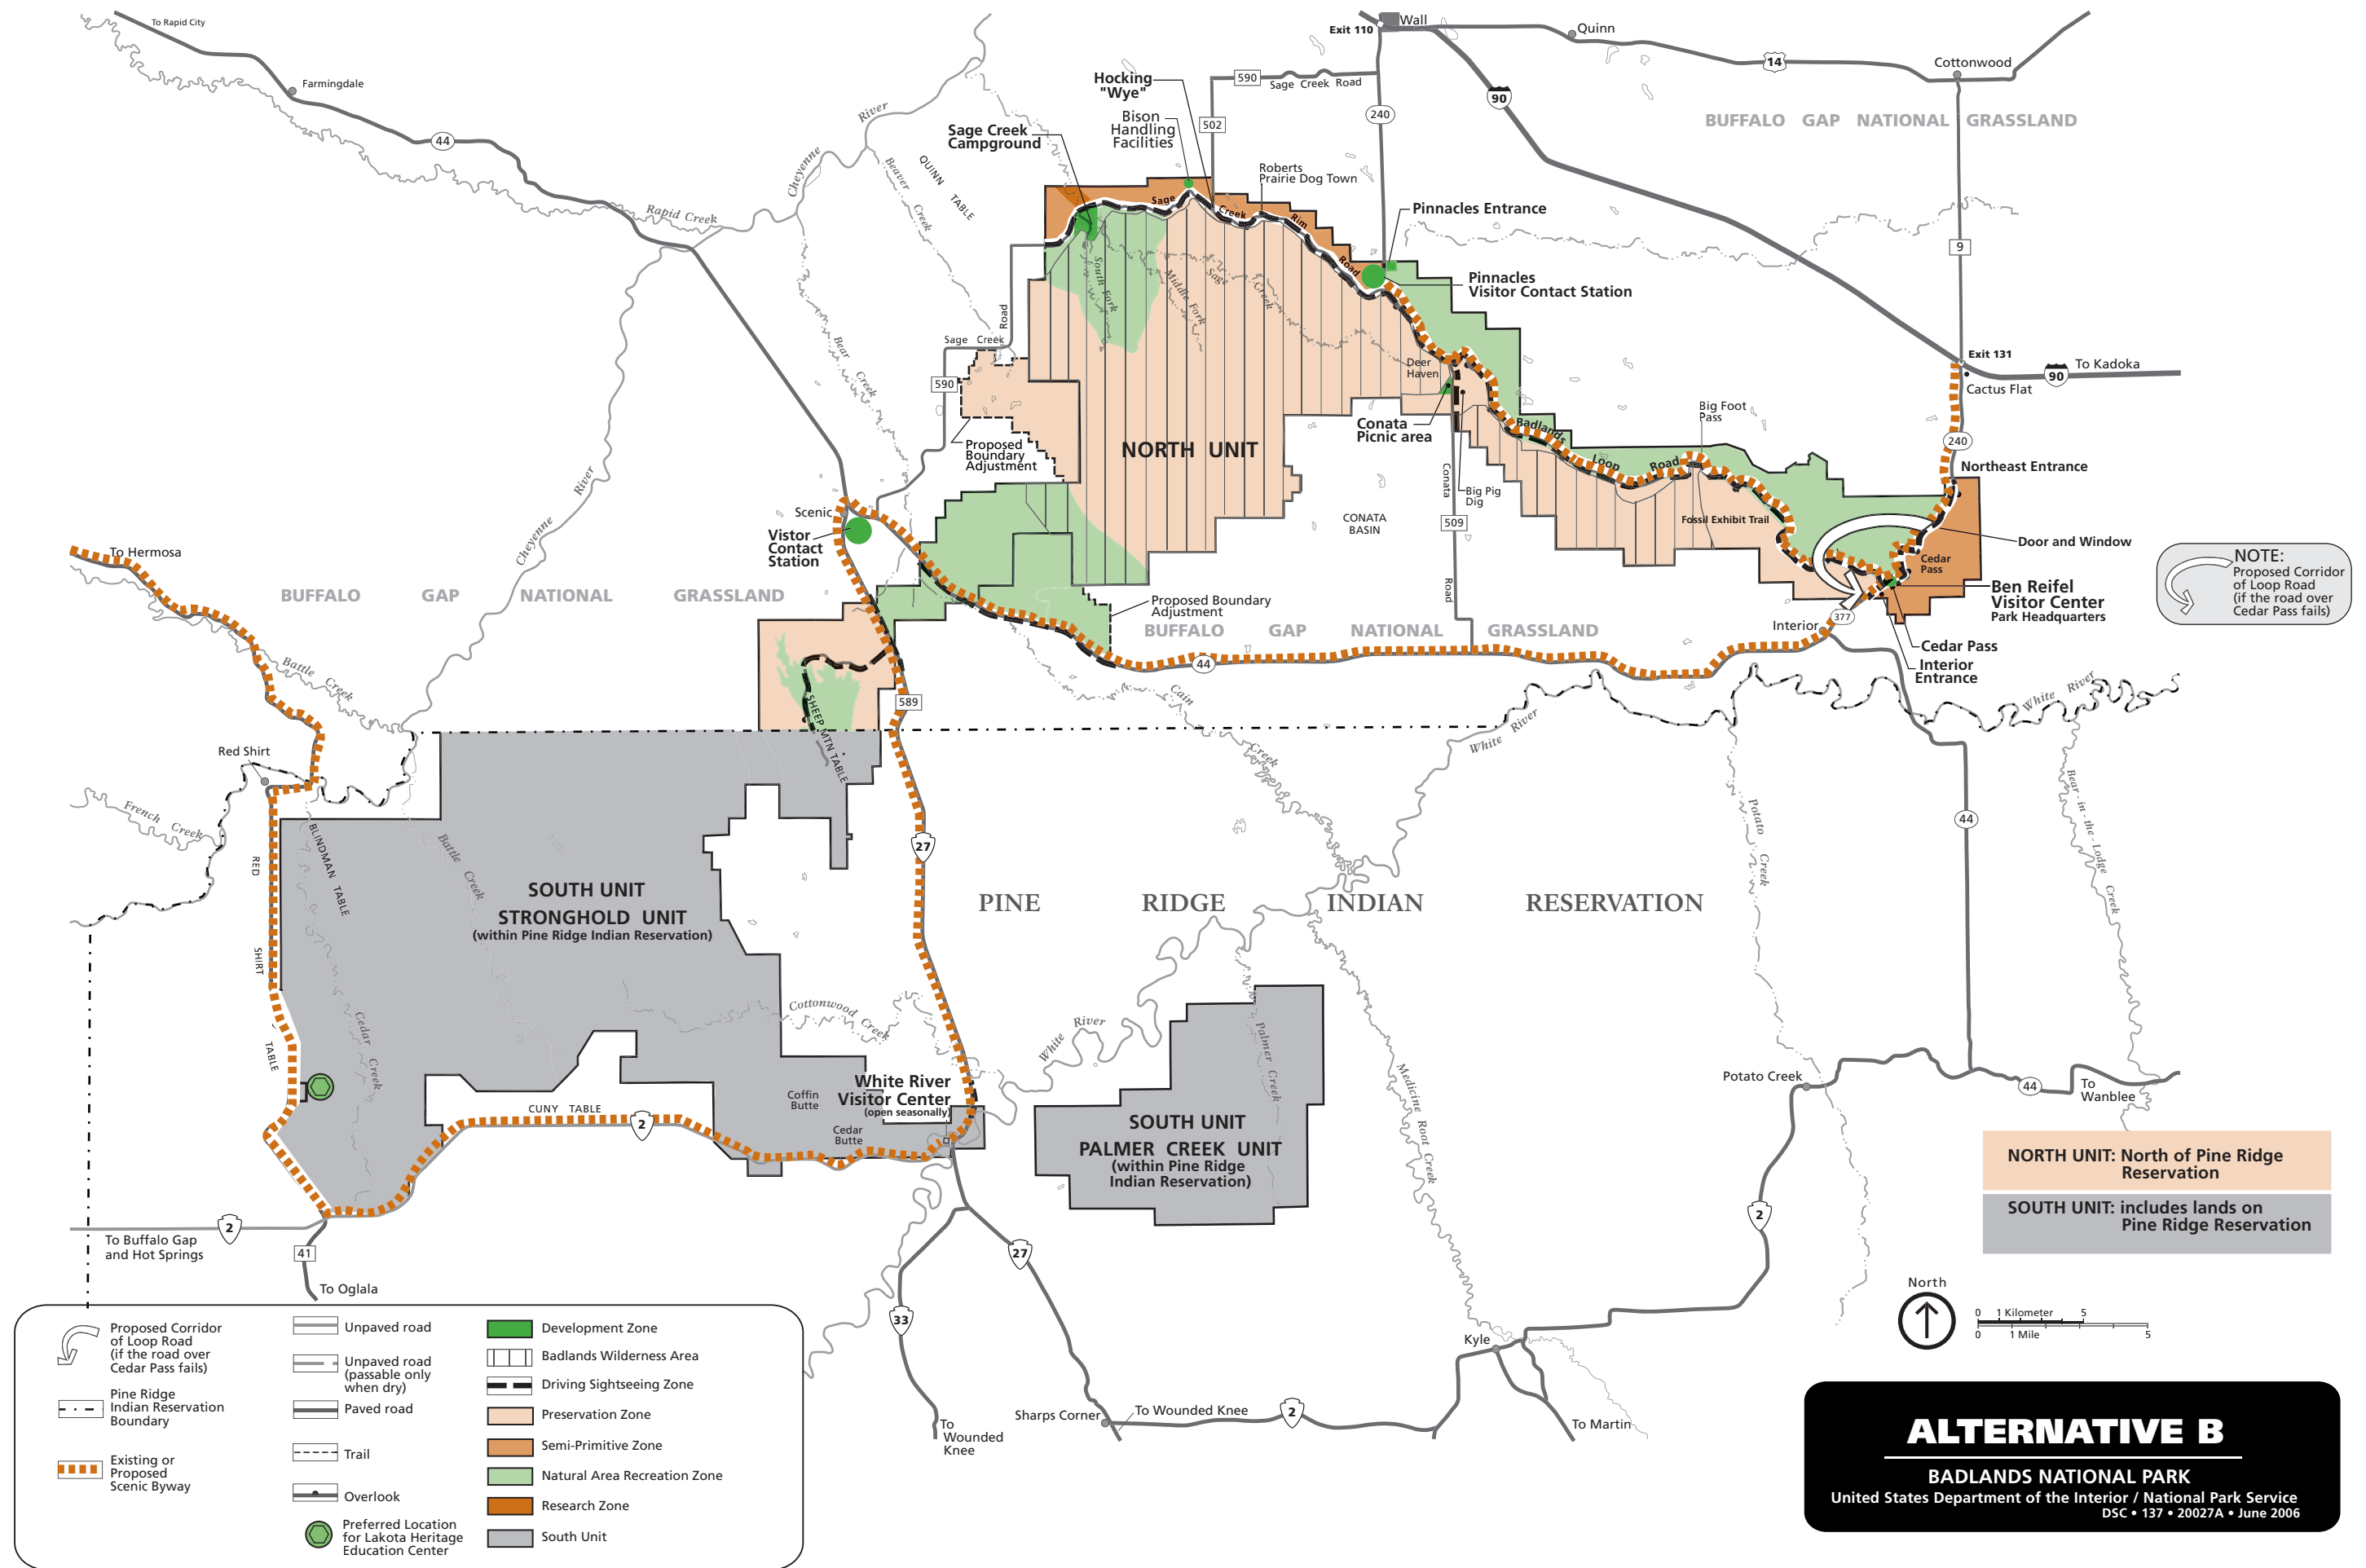 To Rapid City
Farmingdale
44
Rapid Creek
River
Cheyenne
Beaver
Creek
QUINN TABLE
Bear
Creek
Sage Creek
Campground
Hocking
"Wye"
Bison
Handling
Facilities
Exit 110
Wall
Quinn
14
Cottonwood
590
Sage Creek Road
502
240
90
BUFFALO GAP NATIONAL GRASSLAND
Roberts
Prairie Dog Town
Sage
Creek
Rim
Road
Pinnacles Entrance
Pinnacles
Visitor Contact Station
9
South Fork
Middle Fork
Sage
Creek
Road
Sage Creek
590
Proposed
Boundary
Adjustment
NORTH UNIT
Deer
Haven
Conata
Picnic area
Big Pig
Dig
Conata
509
Road
CONATA
BASIN
Badlands
Loop
Road
Big Foot
Pass
Fossil Exhibit Trail
Exit 131
90
To Kadoka
Cactus Flat
240
Northeast Entrance
Door and Window
Cedar
Pass
Ben Reifel
Visitor Center
Park Headquarters
377
Interior
Cedar Pass
Interior
Entrance
NOTE:
Proposed Corridor
of Loop Road
(if the road over
Cedar Pass fails)
Scenic
Vistor
Contact
Station
To Hermosa
BUFFALO GAP NATIONAL GRASSLAND
Cheyenne
River
Proposed Boundary
Adjustment
BUFFALO GAP NATIONAL GRASSLAND
44
Battle
Creek
589
SHEEP MTN TABLE
Cain
Creek
White River
White River
Red Shirt
French Creek
RED
SHIRT
TABLE
BLINDMAN TABLE
Battle
Creek
27
SOUTH UNIT
STRONGHOLD UNIT
(within Pine Ridge Indian Reservation)
PINE RIDGE INDIAN RESERVATION
Potato
Creek
44
Bear-in-the-Lodge
Creek
Cottonwood
Creek
Cedar
Creek
White River
Palmer
Creek
Medicine Root
Creek
White River
Visitor Center
(open seasonally)
Coffin
Butte
Cedar
Butte
CUNY TABLE
2
SOUTH UNIT
PALMER CREEK UNIT
(within Pine Ridge
Indian Reservation)
Potato Creek
44
To
Wanblee
NORTH UNIT: North of Pine Ridge
Reservation
SOUTH UNIT: includes lands on
Pine Ridge Reservation
2
To Buffalo Gap
and Hot Springs
41
To Oglala
27
33
2
Kyle
To
Wounded
Knee
Sharps Corner
To Wounded Knee
2
To Martin
North
0 1 Kilometer 5
0 1 Mile 5
Proposed Corridor
of Loop Road
(if the road over
Cedar Pass fails)
Pine Ridge
Indian Reservation
Boundary
Existing or
Proposed
Scenic Byway
Unpaved road
Unpaved road
(passable only
when dry)
Paved road
Trail
Overlook
Preferred Location
for Lakota Heritage
Education Center
Development Zone
Badlands Wilderness Area
Driving Sightseeing Zone
Preservation Zone
Semi-Primitive Zone
Natural Area Recreation Zone
Research Zone
South Unit
ALTERNATIVE B
BADLANDS NATIONAL PARK
United States Department of the Interior / National Park Service
DSC • 137 • 20027A • June 2006